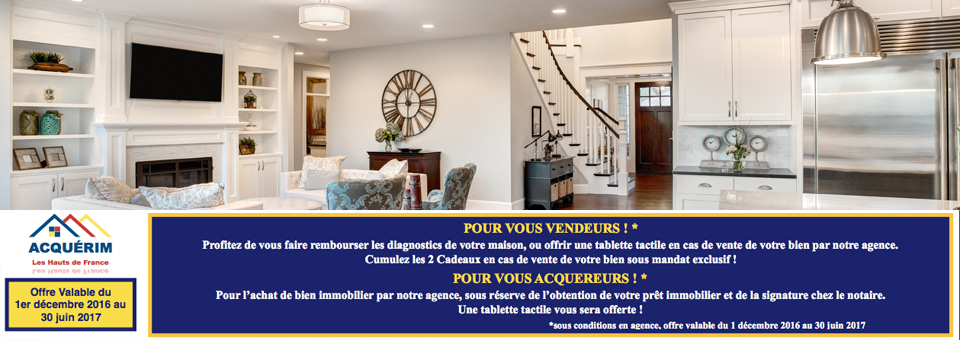 ACQUÉRIM
Les Hauts de France
Offre Valable du
1er décembre 2016 au
30 juin 2017
POUR VOUS VENDEURS ! *
Profitez de vous faire rembourser les diagnostics de votre maison, ou offrir une tablette tactile en cas de vente de votre bien par notre agence.
Cumulez les 2 Cadeaux en cas de vente de votre bien sous mandat exclusif !
POUR VOUS ACQUEREURS ! *
Pour l'achat de bien immobilier par notre agence, sous réserve de l'obtention de votre prêt immobilier et de la signature chez le notaire.
Une tablette tactile vous sera offerte !
*sous conditions en agence, offre valable du 1 décembre 2016 au 30 juin 2017